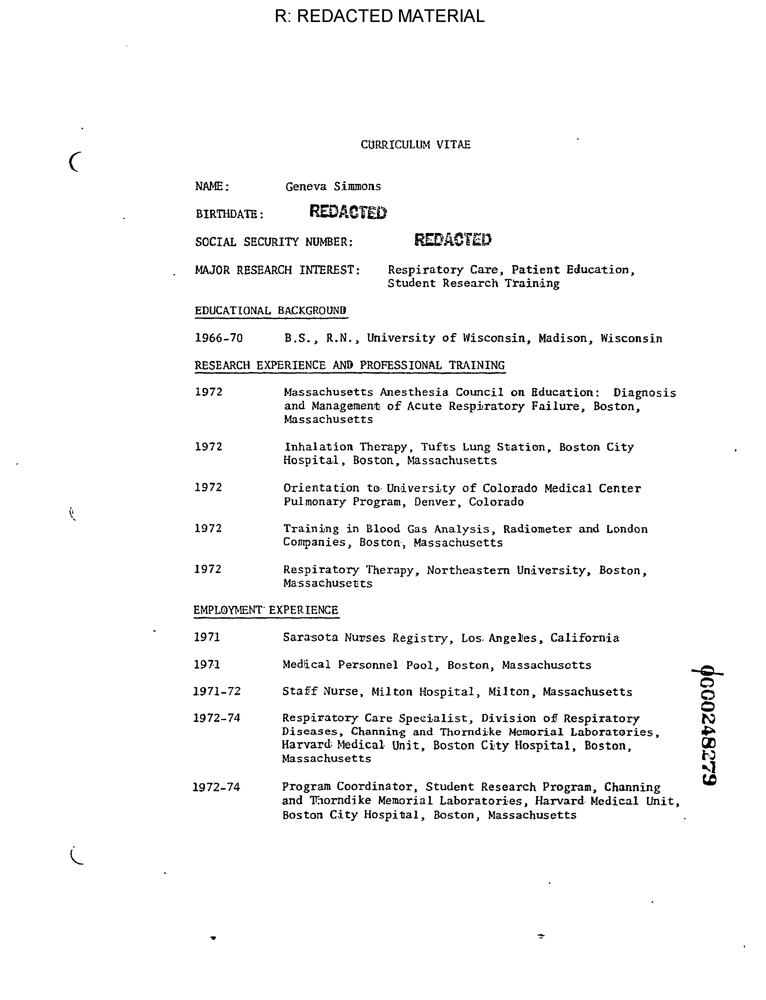 R: REDACTED MATERIAL
CURRICULUM VITAE
NAME: Geneva Simmons
BIRTHDATE: REDACTED
SOCIAL SECURITY NUMBER: REDACTED
MAJOR RESEARCH INTEREST: Respiratory Care, Patient Education,
Student Research Training
EDUCATIONAL BACKGROUND
1966-70 B.S., R.N., University of Wisconsin, Madison, Wisconsin
RESEARCH EXPERIENCE AND PROFESSIONAL TRAINING
1972 Massachusetts Anesthesia Council on Education: Diagnosis
and Management of Acute Respiratory Failure, Boston,
Massachusetts
1972 Inhalation Therapy, Tufts Lung Station, Boston City
Hospital, Boston, Massachusetts
1972 Orientation to University of Colorado Medical Center
Pulmonary Program, Denver, Colorado
1972 Training in Blood Gas Analysis, Radiometer and London
Companies, Boston, Massachusetts
1972 Respiratory Therapy, Northeastern University, Boston,
Massachusetts
EMPLOYMENT EXPERIENCE
1971 Sarasota Nurses Registry, Los Angeles, California
1971 Medical Personnel Pool, Boston, Massachusetts
1971-72 Staff Nurse, Milton Hospital, Milton, Massachusetts
1972-74 Respiratory Care Specialist, Division of Respiratory
Diseases, Channing and Thorndike Memorial Laboratories,
Harvard Medical Unit, Boston City Hospital, Boston,
Massachusetts
1972-74 Program Coordinator, Student Research Program, Channing
and Thorndike Memorial Laboratories, Harvard Medical Unit,
Boston City Hospital, Boston, Massachusetts